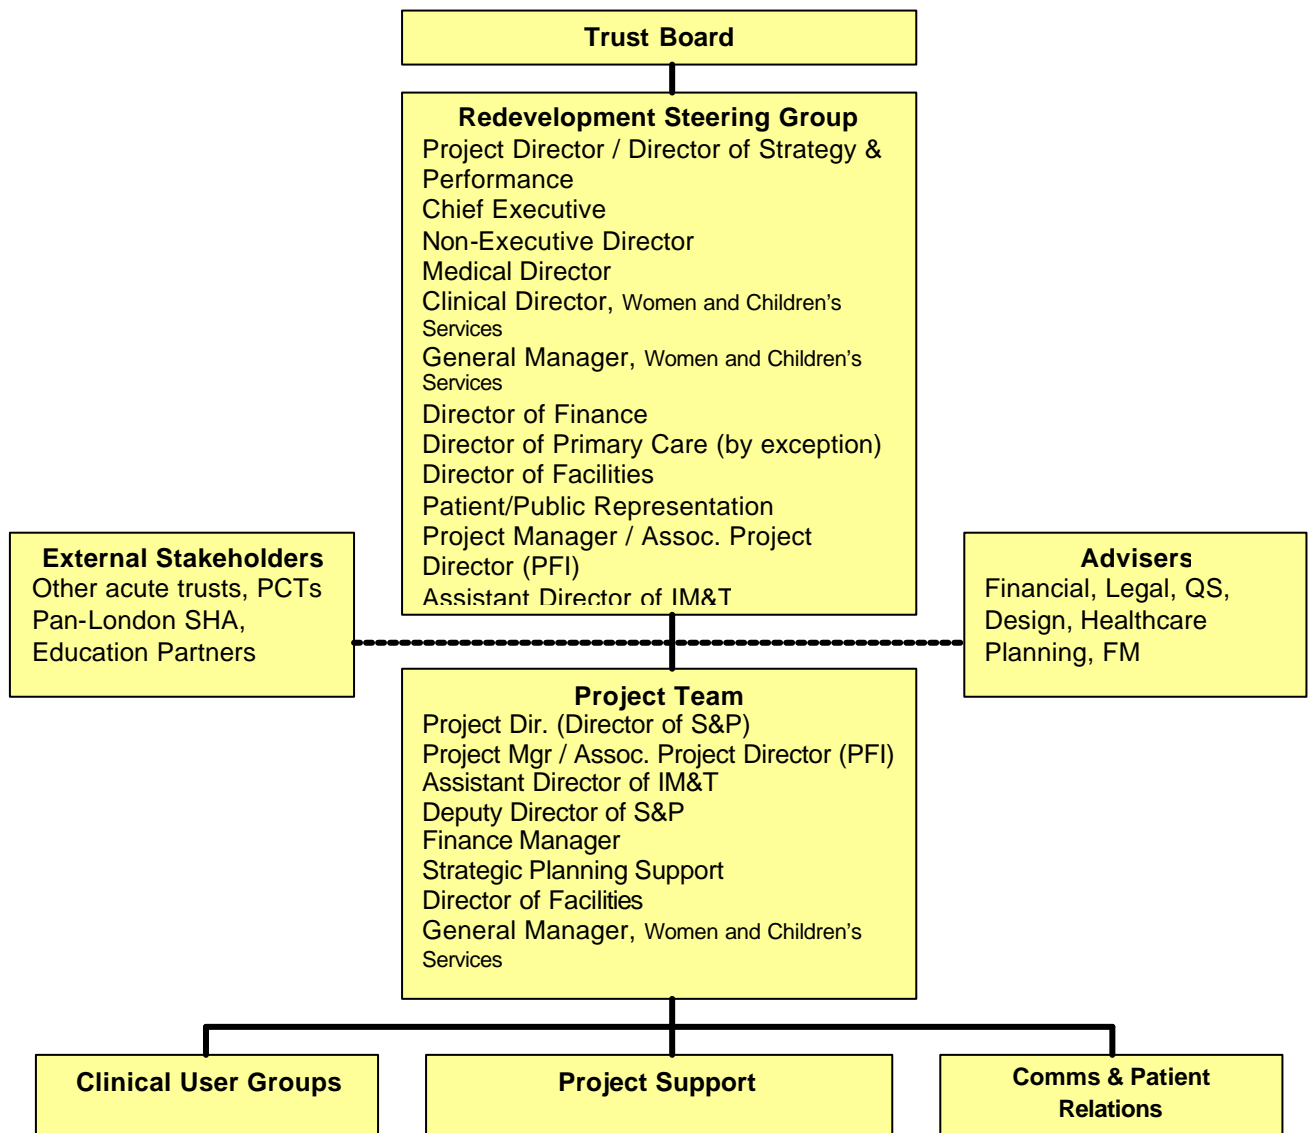 Trust Board
Redevelopment Steering Group
Project Director / Director of Strategy &
Performance
Chief Executive
Non-Executive Director
Medical Director
Clinical Director, Women and Children's
Services
General Manager, Women and Children's
Services
Director of Finance
Director of Primary Care (by exception)
Director of Facilities
Patient/Public Representation
Project Manager / Assoc. Project
Director (PFI)
Assistant Director of IM&T
External Stakeholders
Other acute trusts, PCTs
Pan-London SHA,
Education Partners
Advisers
Financial, Legal, QS,
Design, Healthcare
Planning, FM
Project Team
Project Dir. (Director of S&P)
Project Mgr / Assoc. Project Director (PFI)
Assistant Director of IM&T
Deputy Director of S&P
Finance Manager
Strategic Planning Support
Director of Facilities
General Manager, Women and Children's
Services
Clinical User Groups
Project Support
Comms & Patient
Relations